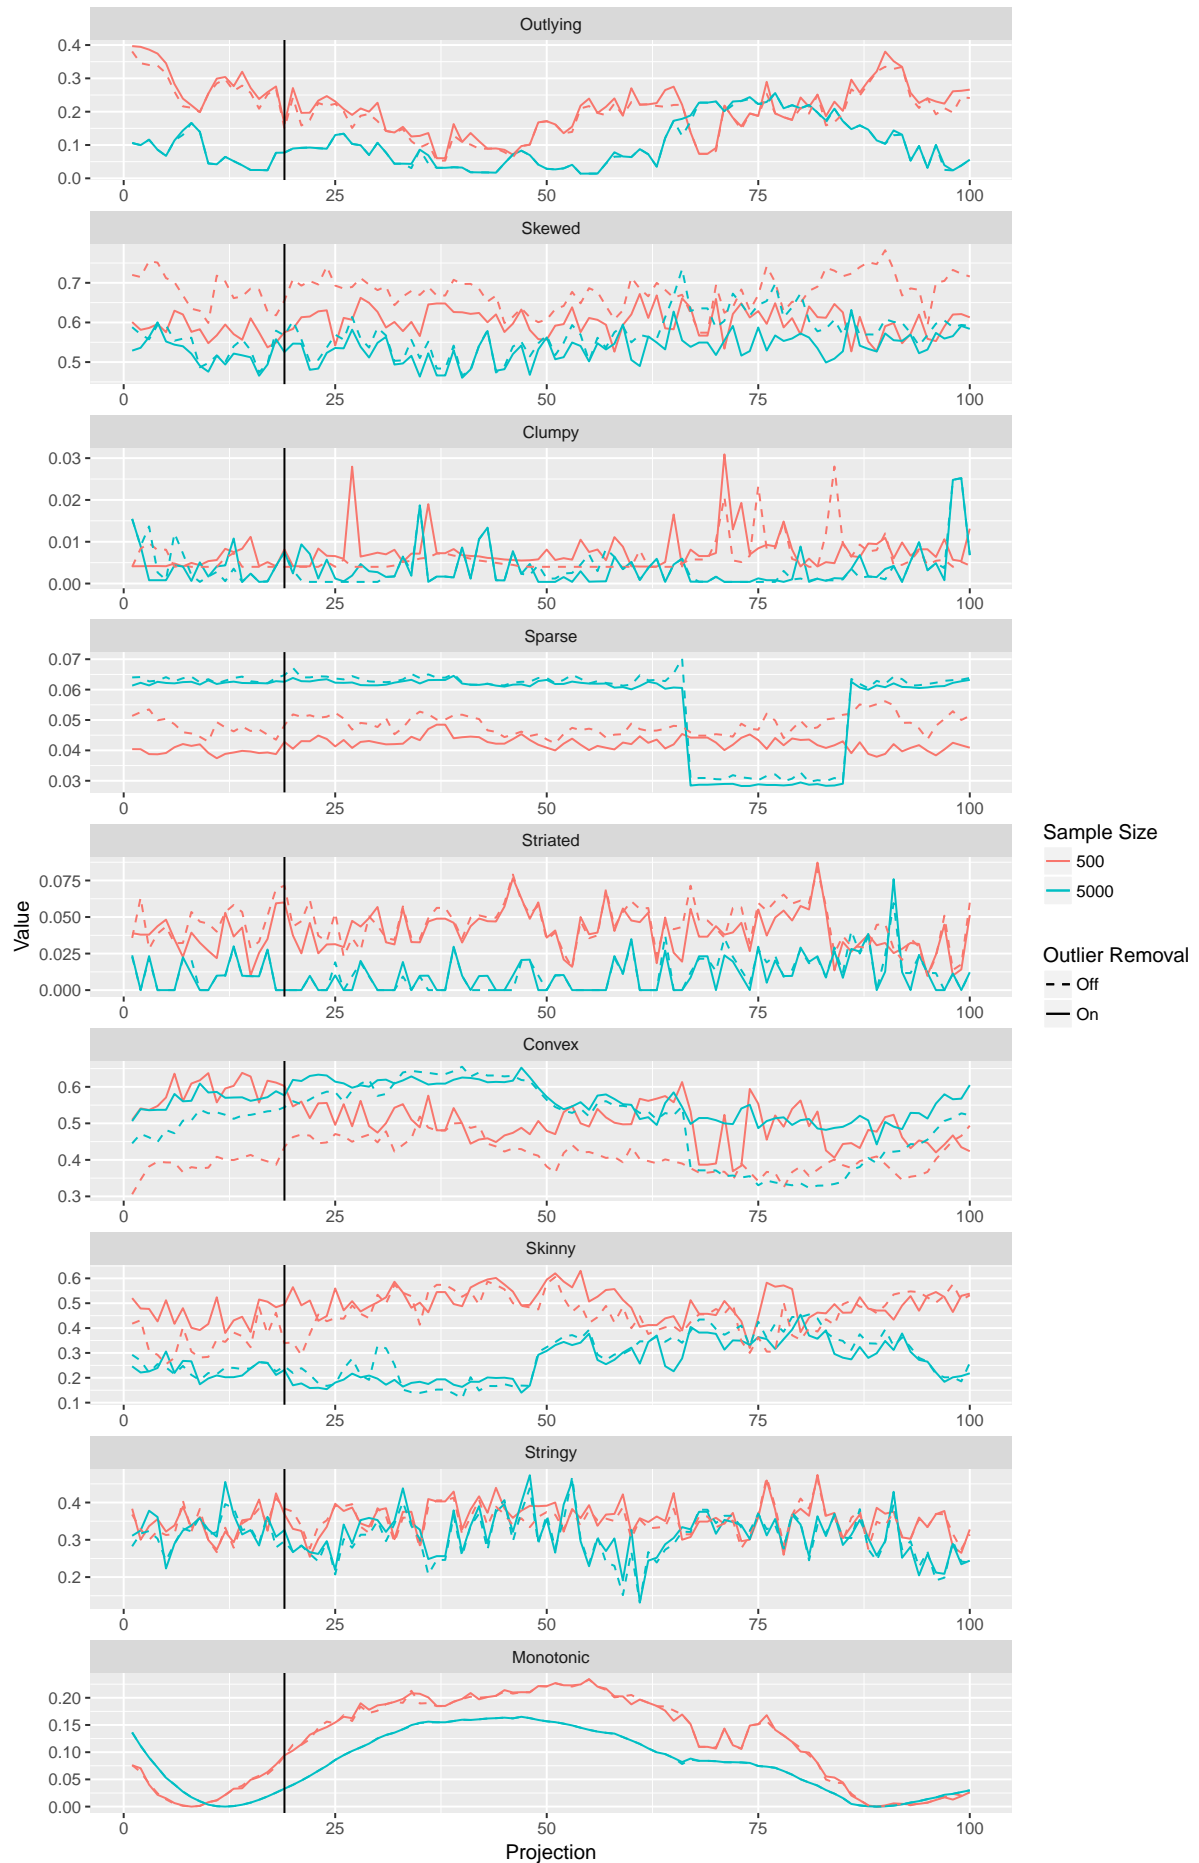 Outlying
0.4
0.3
0.2
0.1
0.0
0 25 50 75 100
Skewed
0.7
0.6
0.5
0 25 50 75 100
Clumpy
0.03
0.02
0.01
0.00
0 25 50 75 100
Sparse
0.07
0.06
0.05
0.04
0.03
0 25 50 75 100
Striated
0.075
0.050
0.025
0.000
0 25 50 75 100
Convex
0.6
0.5
0.4
0.3
0 25 50 75 100
Skinny
0.6
0.5
0.4
0.3
0.2
0.1
0 25 50 75 100
Stringy
0.4
0.3
0.2
0 25 50 75 100
Monotonic
0.20
0.15
0.10
0.05
0.00
0 25 50 75 100
Projection
Value
Sample Size
500
5000
Outlier Removal
Off
On